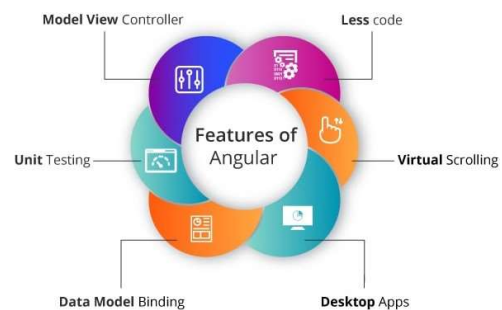 Model View Controller
Less code
Features of
Angular
Unit Testing
Virtual Scrolling
Data Model Binding
Desktop Apps